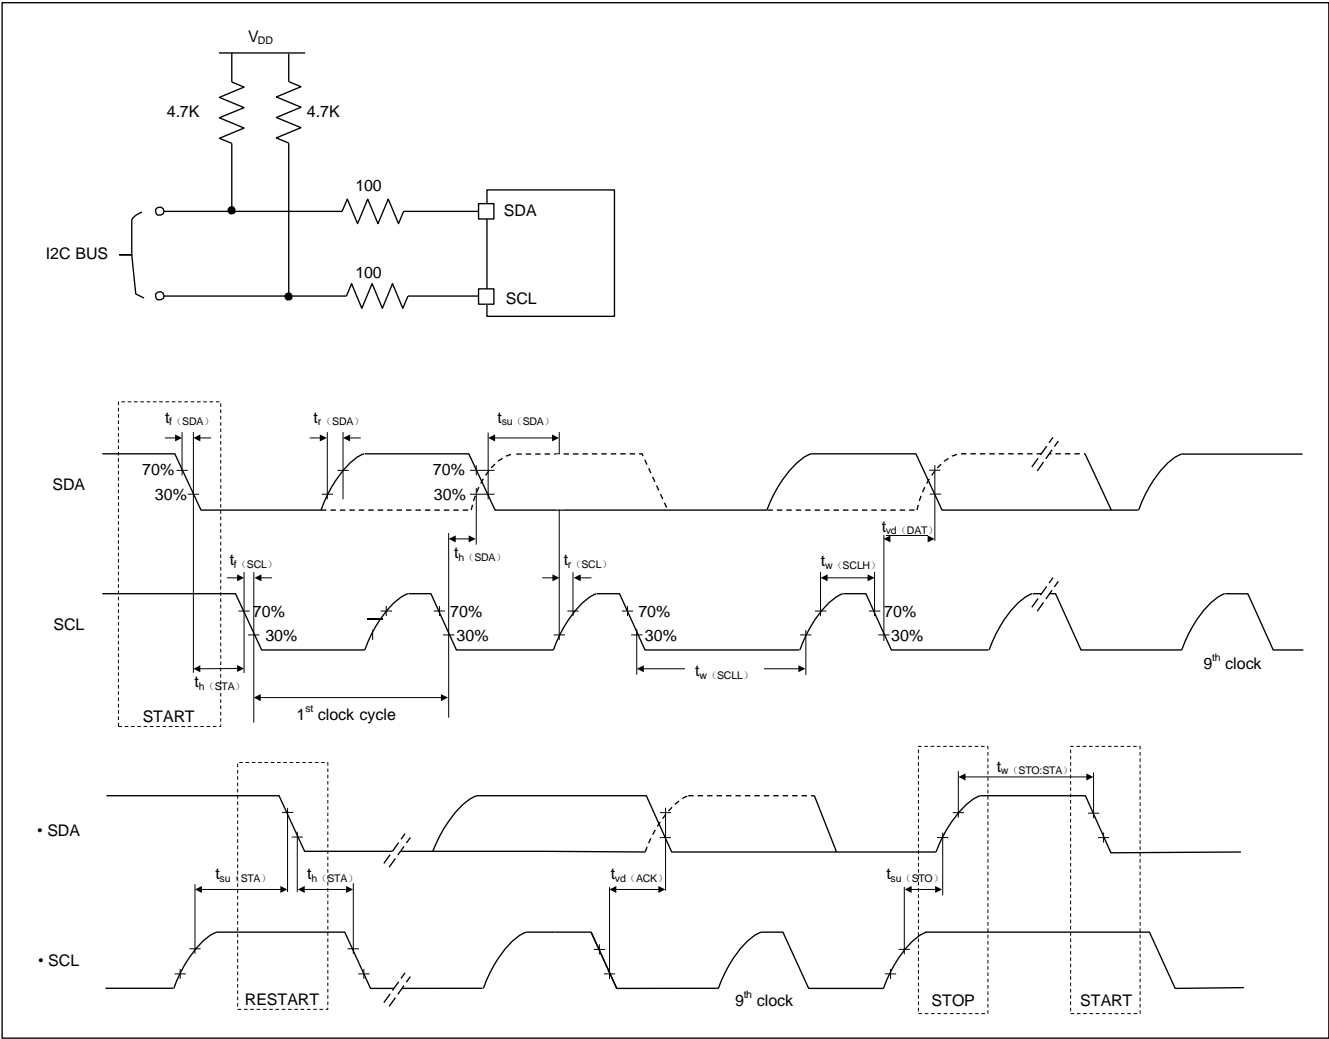 VDD
4.7K
4.7K
100
SDA
I2C BUS
100
SCL
tf（SDA）
tr（SDA）
tsu（SDA）
70%
70%
30%
30%
SDA
tvd（DAT）
th（SDA）
tf（SCL）
tr（SCL）
tw（SCLH）
70%
70%
70%
70%
30%
30%
30%
30%
SCL
9th clock
tw（SCLL）
th（STA）
START
1st clock cycle
tw（STO:STA）
• SDA
tsu（STA）
th（STA）
tvd（ACK）
tsu（STO）
• SCL
RESTART
9th clock
STOP
START